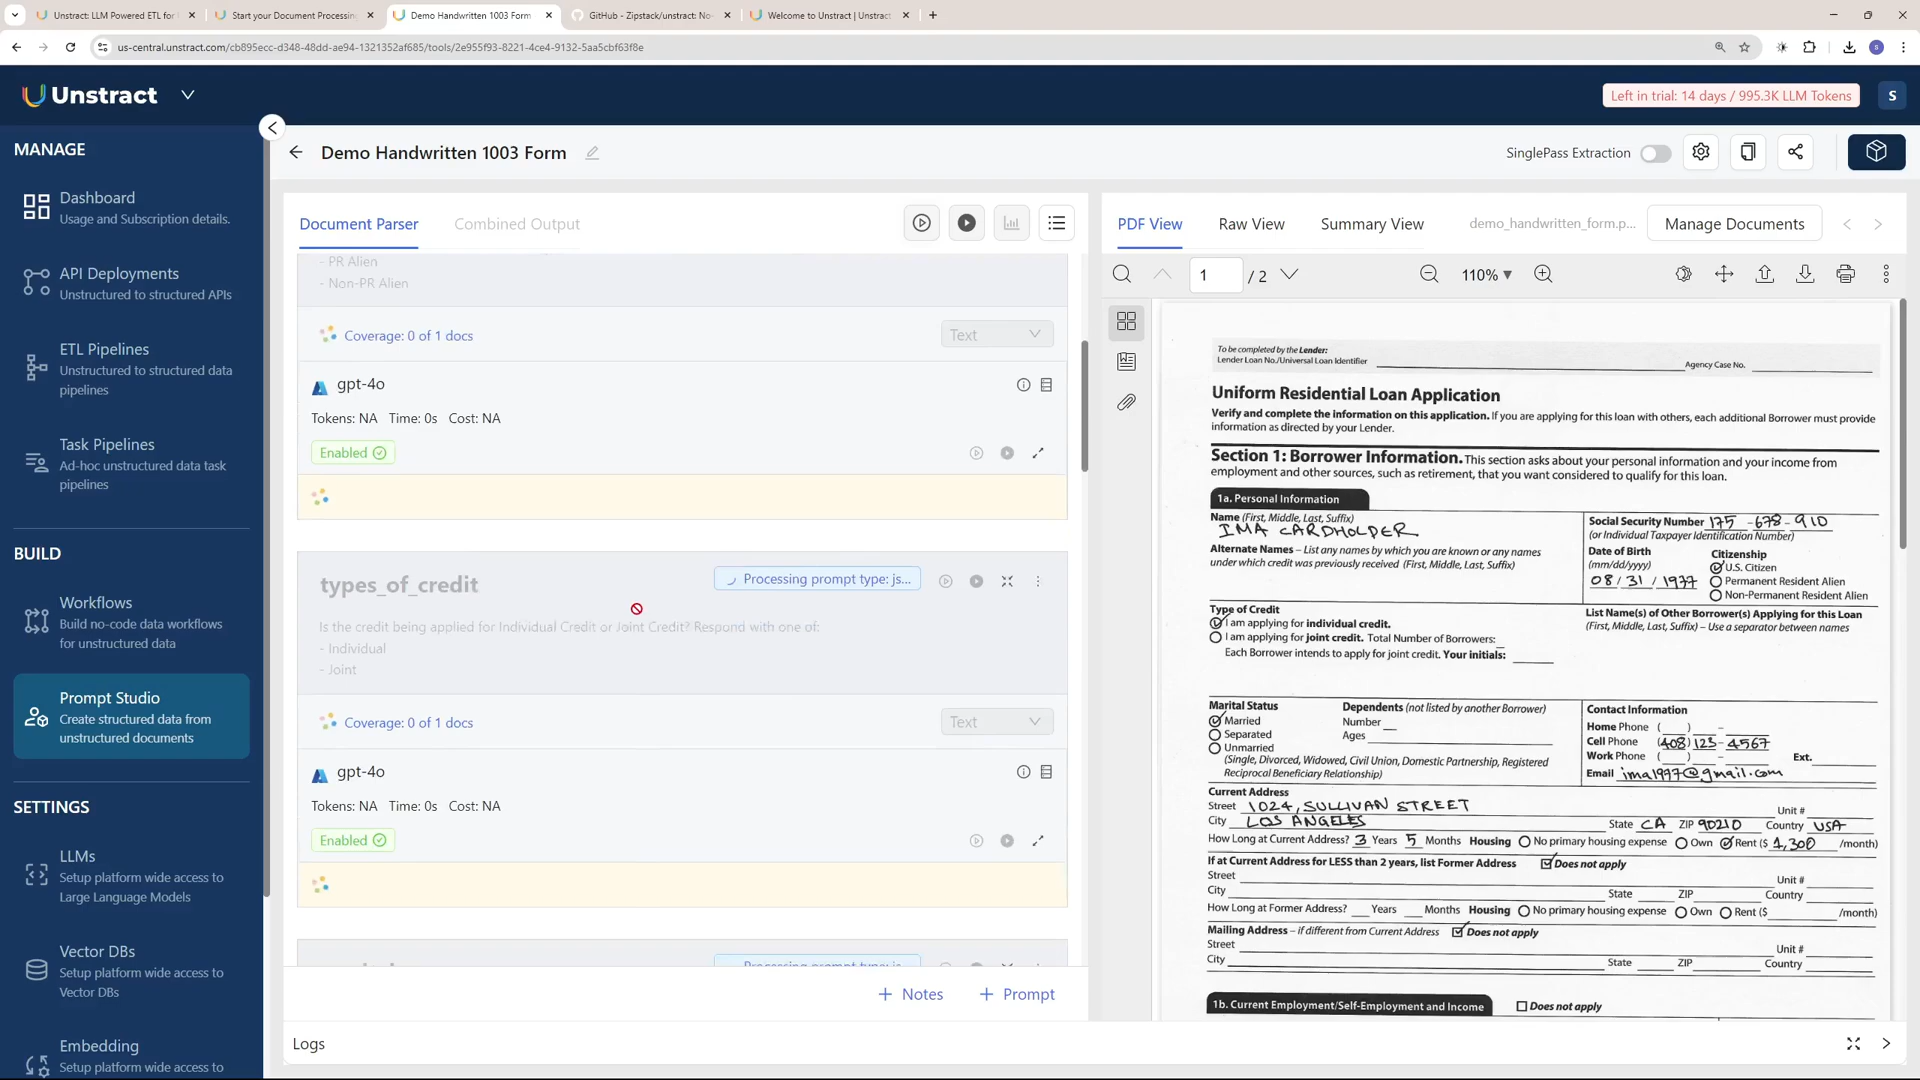 Unstract: LLM Powered ETL for
Start your Document Processing
Demo Handwritten 1003 Form
GitHub - Zipstack/unstract: No-
Welcome to Unstract | Unstract
us-central.unstract.com/cb895ecc-d348-48dd-ae94-1321352af685/tools/2e955f93-8221-4ce4-9132-5aa5cbf63f8e
S
Unstract
Left in trial: 14 days / 995.3K LLM Tokens
S
MANAGE
Dashboard
Usage and Subscription details.
API Deployments
Unstructured to structured APIs
ETL Pipelines
Unstructured to structured data
pipelines
Task Pipelines
Ad-hoc unstructured data task
pipelines
BUILD
Workflows
Build no-code data workflows
for unstructured data
Prompt Studio
Create structured data from
unstructured documents
SETTINGS
LLMs
Setup platform wide access to
Large Language Models
Vector DBs
Setup platform wide access to
Vector DBs
Embedding
Setup platform wide access to
Demo Handwritten 1003 Form
SinglePass Extraction
Document Parser
Combined Output
- PR Alien
- Non-PR Alien
Coverage: 0 of 1 docs
Text
gpt-4o
Tokens: NA Time: 0s Cost: NA
Enabled
types_of_credit
Processing prompt type: js...
Is the credit being applied for Individual Credit or Joint Credit? Respond with one of:
- Individual
- Joint
Coverage: 0 of 1 docs
Text
gpt-4o
Tokens: NA Time: 0s Cost: NA
Enabled
Processing prompt type: js...
+ Notes
+ Prompt
Logs
PDF View
Raw View
Summary View
demo_handwritten_form.p...
Manage Documents
1 / 2
110%
To be completed by the Lender:
Lender Loan No./Universal Loan Identifier
Agency Case No.
Uniform Residential Loan Application
Verify and complete the information on this application. If you are applying for this loan with others, each additional Borrower must provide
information as directed by your Lender.
Section 1: Borrower Information. This section asks about your personal information and your income from
employment and other sources, such as retirement, that you want considered to qualify for this loan.
1a. Personal Information
Name (First, Middle, Last, Suffix)
IMA CARDHOLDER
Alternate Names – List any names by which you are known or any names
under which credit was previously received (First, Middle, Last, Suffix)
Social Security Number 175 - 678 - 910
(or Individual Taxpayer Identification Number)
Date of Birth
(mm/dd/yyyy)
08 / 31 / 1977
Citizenship
U.S. Citizen
Permanent Resident Alien
Non-Permanent Resident Alien
Type of Credit
I am applying for individual credit.
I am applying for joint credit. Total Number of Borrowers:
Each Borrower intends to apply for joint credit. Your initials:
List Name(s) of Other Borrower(s) Applying for this Loan
(First, Middle, Last, Suffix) – Use a separator between names
Marital Status
Married
Separated
Unmarried
(Single, Divorced, Widowed, Civil Union, Domestic Partnership, Registered
Reciprocal Beneficiary Relationship)
Dependents (not listed by another Borrower)
Number
Ages
Contact Information
Home Phone ( ) –
Cell Phone (408) 123 - 4567
Work Phone ( ) – Ext.
Email ima1977@gmail.com
Current Address
Street 1024, SULLIVAN STREET Unit #
City LOS ANGELES State CA ZIP 90210 Country USA
How Long at Current Address? 3 Years 5 Months Housing No primary housing expense Own Rent ($ 1,300 /month)
If at Current Address for LESS than 2 years, list Former Address Does not apply
Street Unit #
City State ZIP Country
How Long at Former Address? Years Months Housing No primary housing expense Own Rent ($ /month)
Mailing Address – if different from Current Address Does not apply
Street Unit #
City State ZIP Country
1b. Current Employment/Self-Employment and Income Does not apply